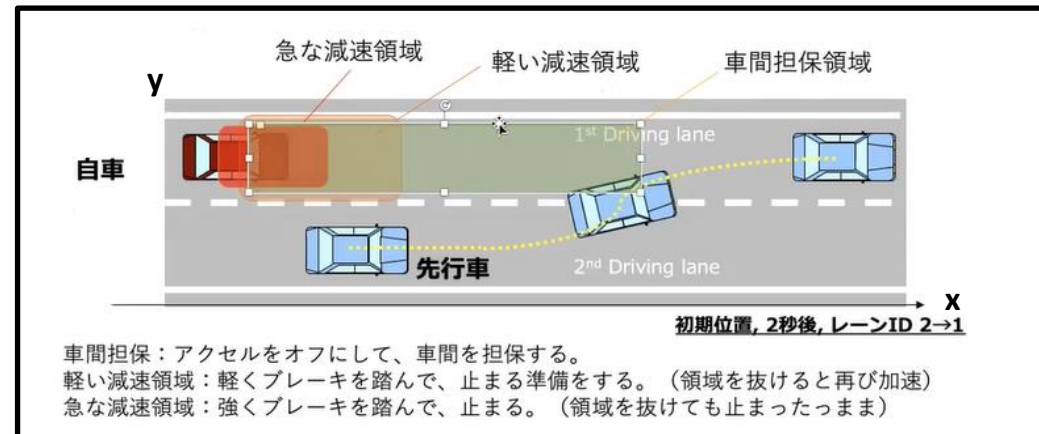 急な減速領域
軽い減速領域
車間担保領域
y
1st Driving lane
自車
先行車
2nd Driving lane
x
初期位置, 2秒後, レーンID 2→1
車間担保：アクセルをオフにして、車間を担保する。
軽い減速領域：軽くブレーキを踏んで、止まる準備をする。（領域を抜けると再び加速）
急な減速領域：強くブレーキを踏んで、止まる。（領域を抜けても止まったっまま）